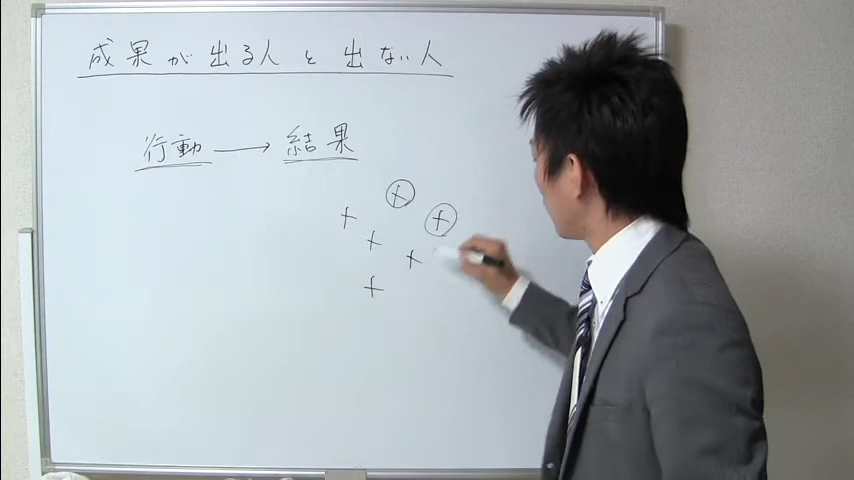 成果が出る人と出ない人
行動 → 結果
+ +
+
+ +
+